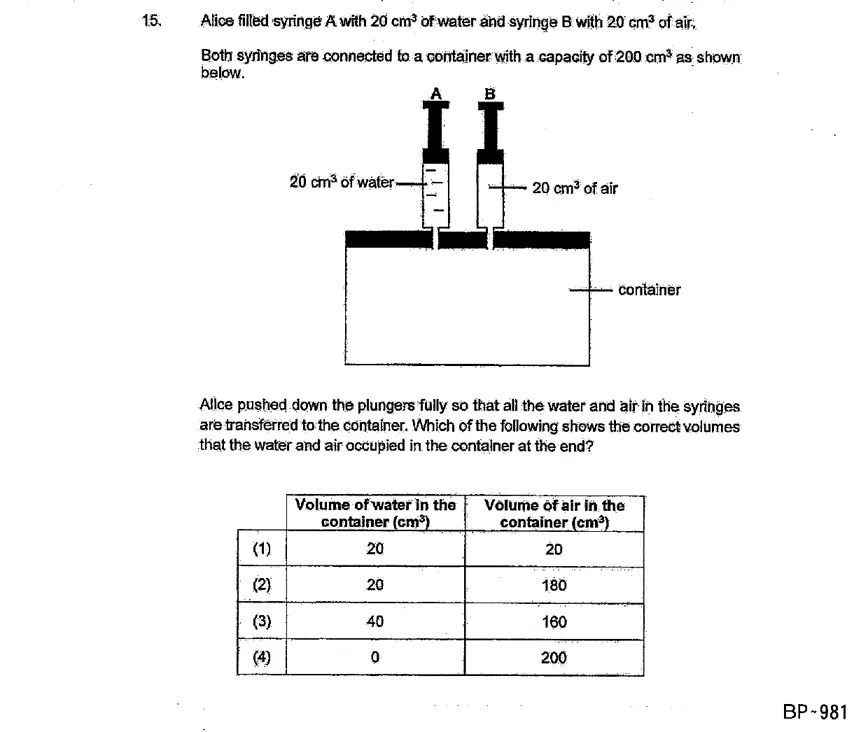 15. Alice filled syringe A with 20 cm³ of water and syringe B with 20 cm³ of air.
Both syringes are connected to a container with a capacity of 200 cm³ as shown
below.
A B
20 cm³ of water
20 cm³ of air
container
Alice pushed down the plungers fully so that all the water and air in the syringes
are transferred to the container. Which of the following shows the correct volumes
that the water and air occupied in the container at the end?
Volume of water in the container (cm³) Volume of air in the container (cm³)
(1) 20 20
(2) 20 180
(3) 40 160
(4) 0 200
BP-981